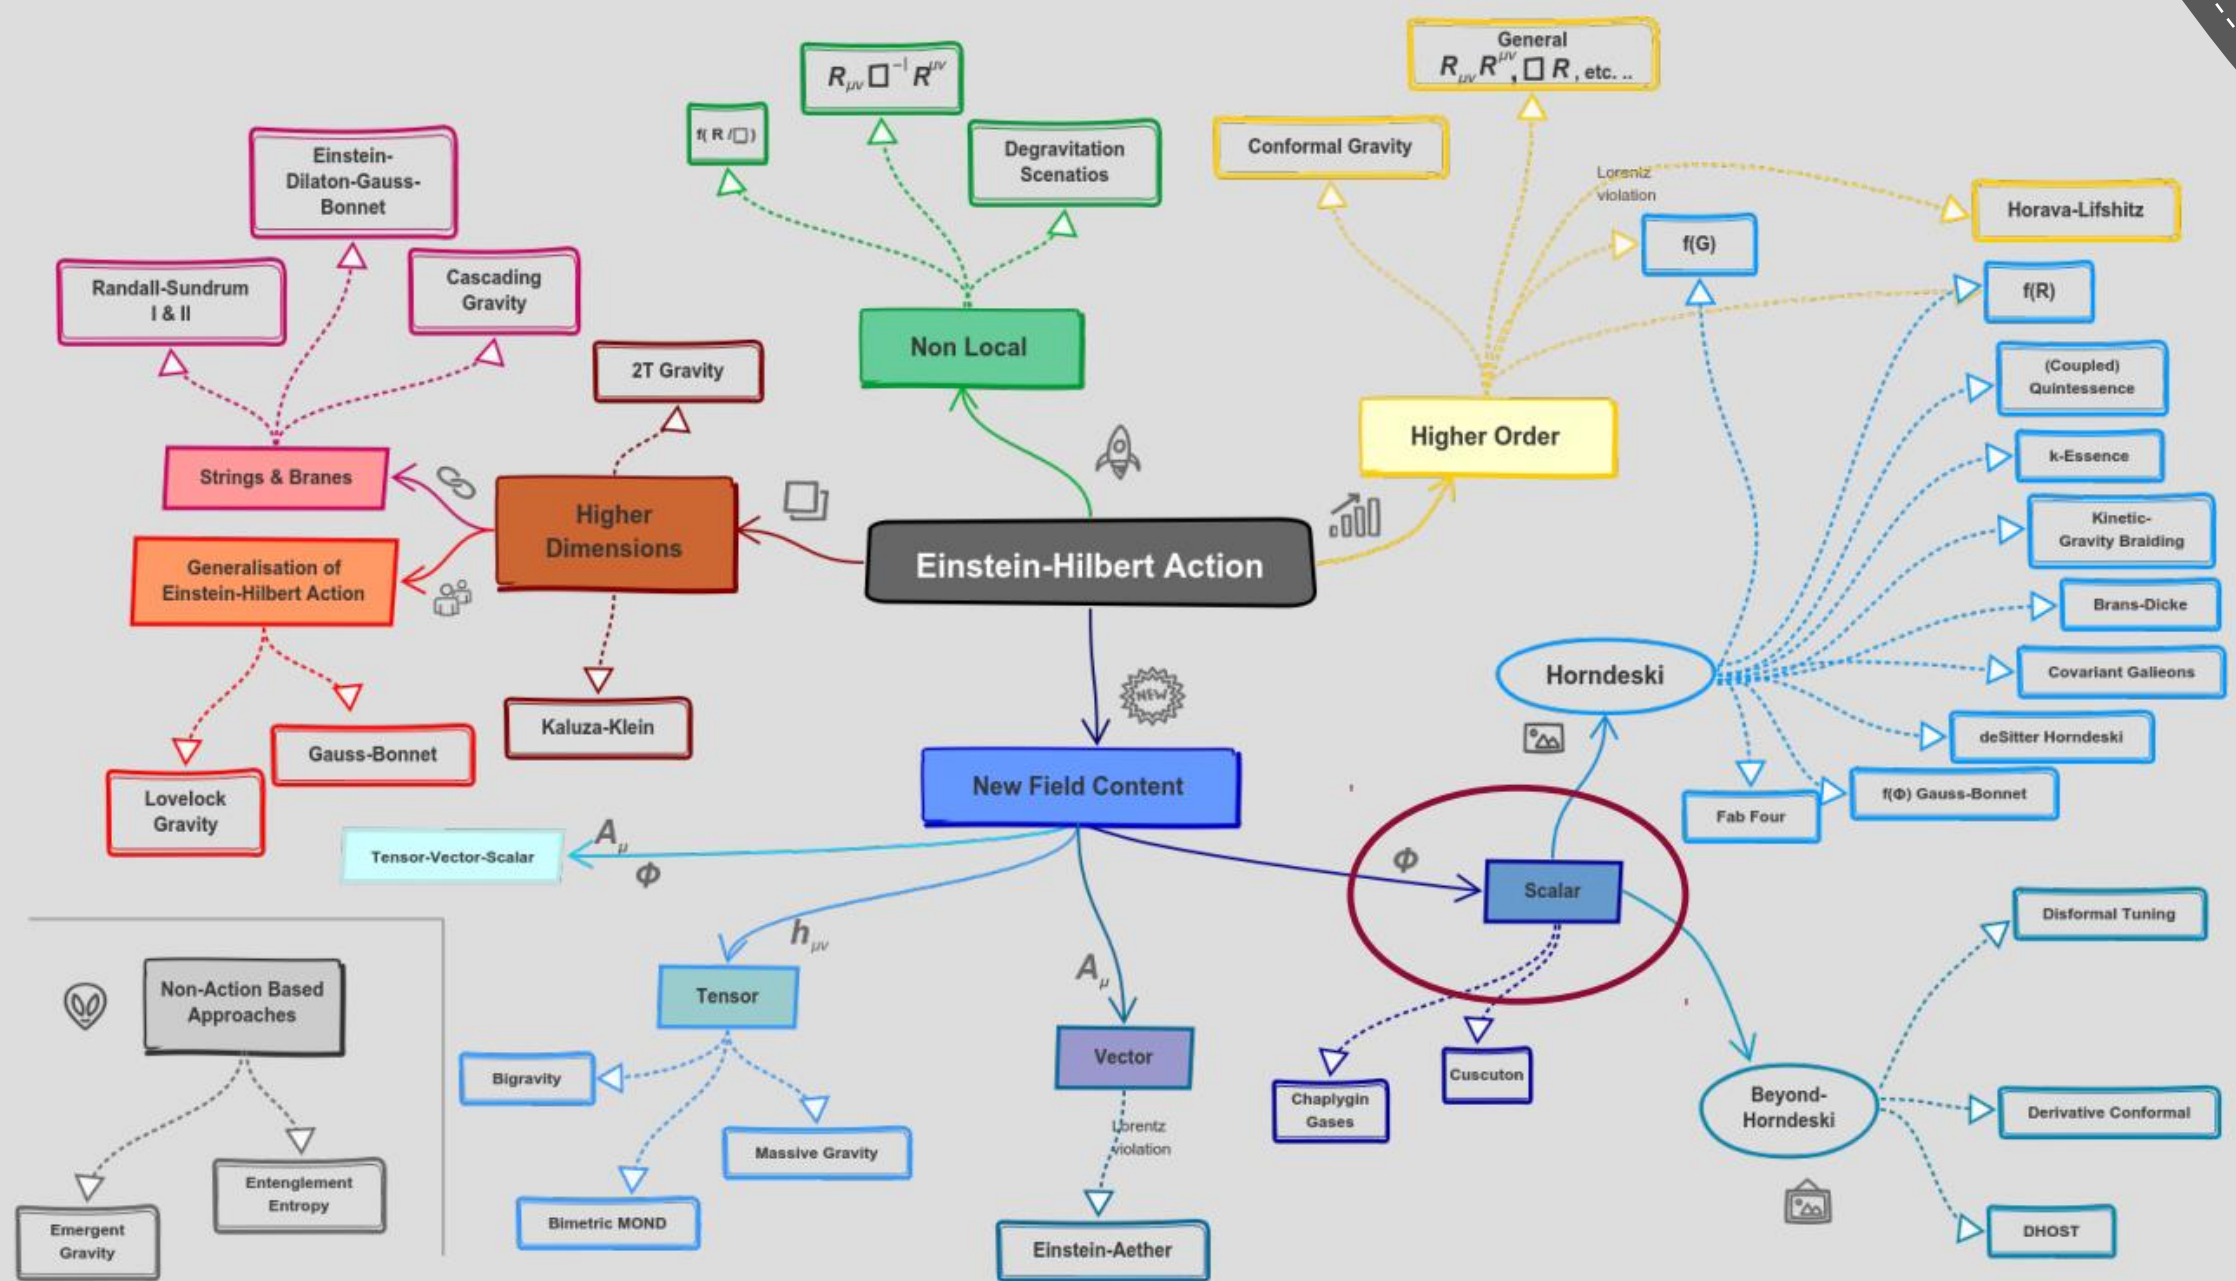 General
R_μν R^μν, □ R , etc. ..
R_μν □^-1 R^μν
f( R /□ )
Degravitation
Scenatios
Conformal Gravity
Lorentz
violation
Horava-Lifshitz
f(G)
f(R)
Einstein-
Dilaton-Gauss-
Bonnet
Randall-Sundrum
I & II
Cascading
Gravity
2T Gravity
Non Local
Higher Order
(Coupled)
Quintessence
k-Essence
Kinetic-
Gravity Braiding
Brans-Dicke
Covariant Galieons
deSitter Horndeski
f(Φ) Gauss-Bonnet
Fab Four
Horndeski
Strings & Branes
Higher
Dimensions
Generalisation of
Einstein-Hilbert Action
Einstein-Hilbert Action
Kaluza-Klein
Gauss-Bonnet
Lovelock
Gravity
NEW
New Field Content
Tensor-Vector-Scalar
A_μ
Φ
h_μν
A_μ
Φ
Scalar
Tensor
Vector
Bigravity
Massive Gravity
Bimetric MOND
Lorentz
violation
Einstein-Aether
Chaplygin
Gases
Cuscuton
Beyond-
Horndeski
Disformal Tuning
Derivative Conformal
DHOST
Non-Action Based
Approaches
Entenglement
Entropy
Emergent
Gravity